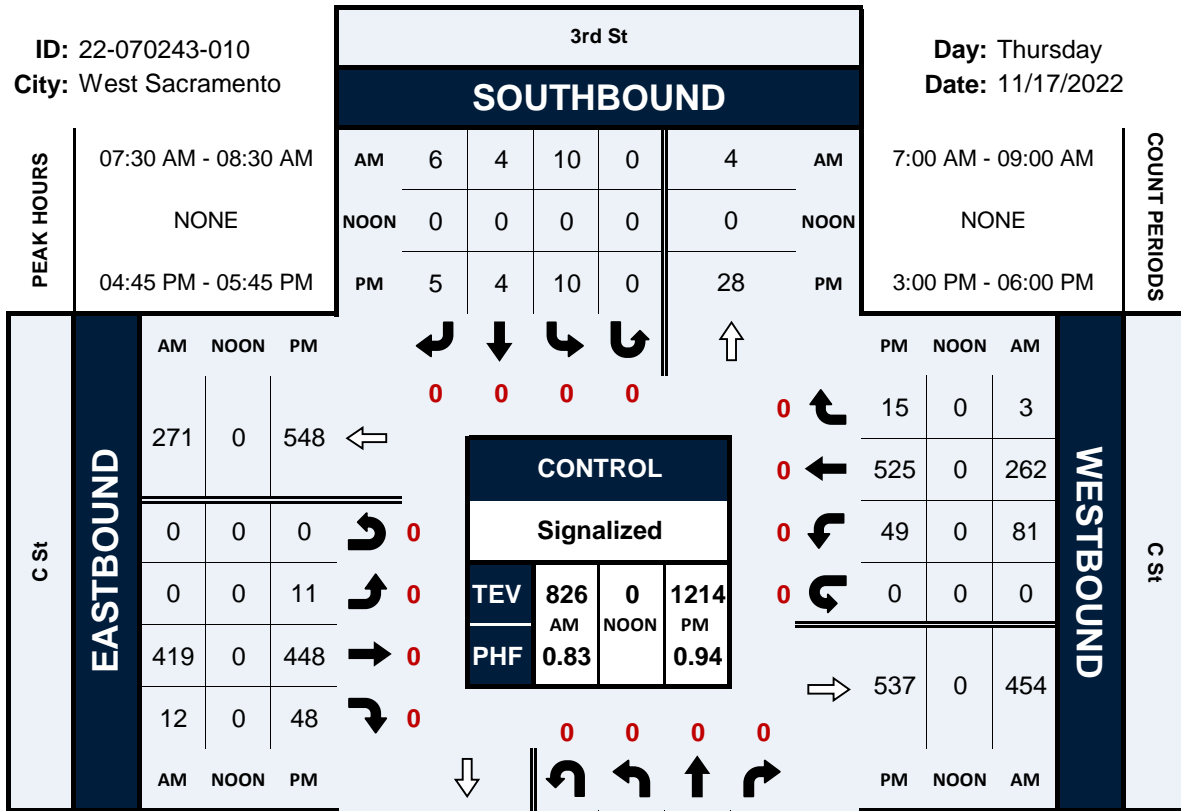 3rd St
ID: 22-070243-010
City: West Sacramento
Day: Thursday
Date: 11/17/2022
SOUTHBOUND
PEAK HOURS
07:30 AM - 08:30 AM
NONE
04:45 PM - 05:45 PM
AM 6 4 10 0 4 AM
NOON 0 0 0 0 0 NOON
PM 5 4 10 0 28 PM
7:00 AM - 09:00 AM
NONE
3:00 PM - 06:00 PM
COUNT PERIODS
C St
EASTBOUND
AM NOON PM
271 0 548
0 0 0 0
0 0 11 0
419 0 448 0
12 0 48 0
AM NOON PM
0 0 0 0
CONTROL
Signalized
TEV 826 0 1214
AM NOON PM
PHF 0.83 0.94
0 0 0 0
PM NOON AM
0 15 0 3
0 525 0 262
0 49 0 81
0 0 0 0
537 0 454
PM NOON AM
WESTBOUND
C St